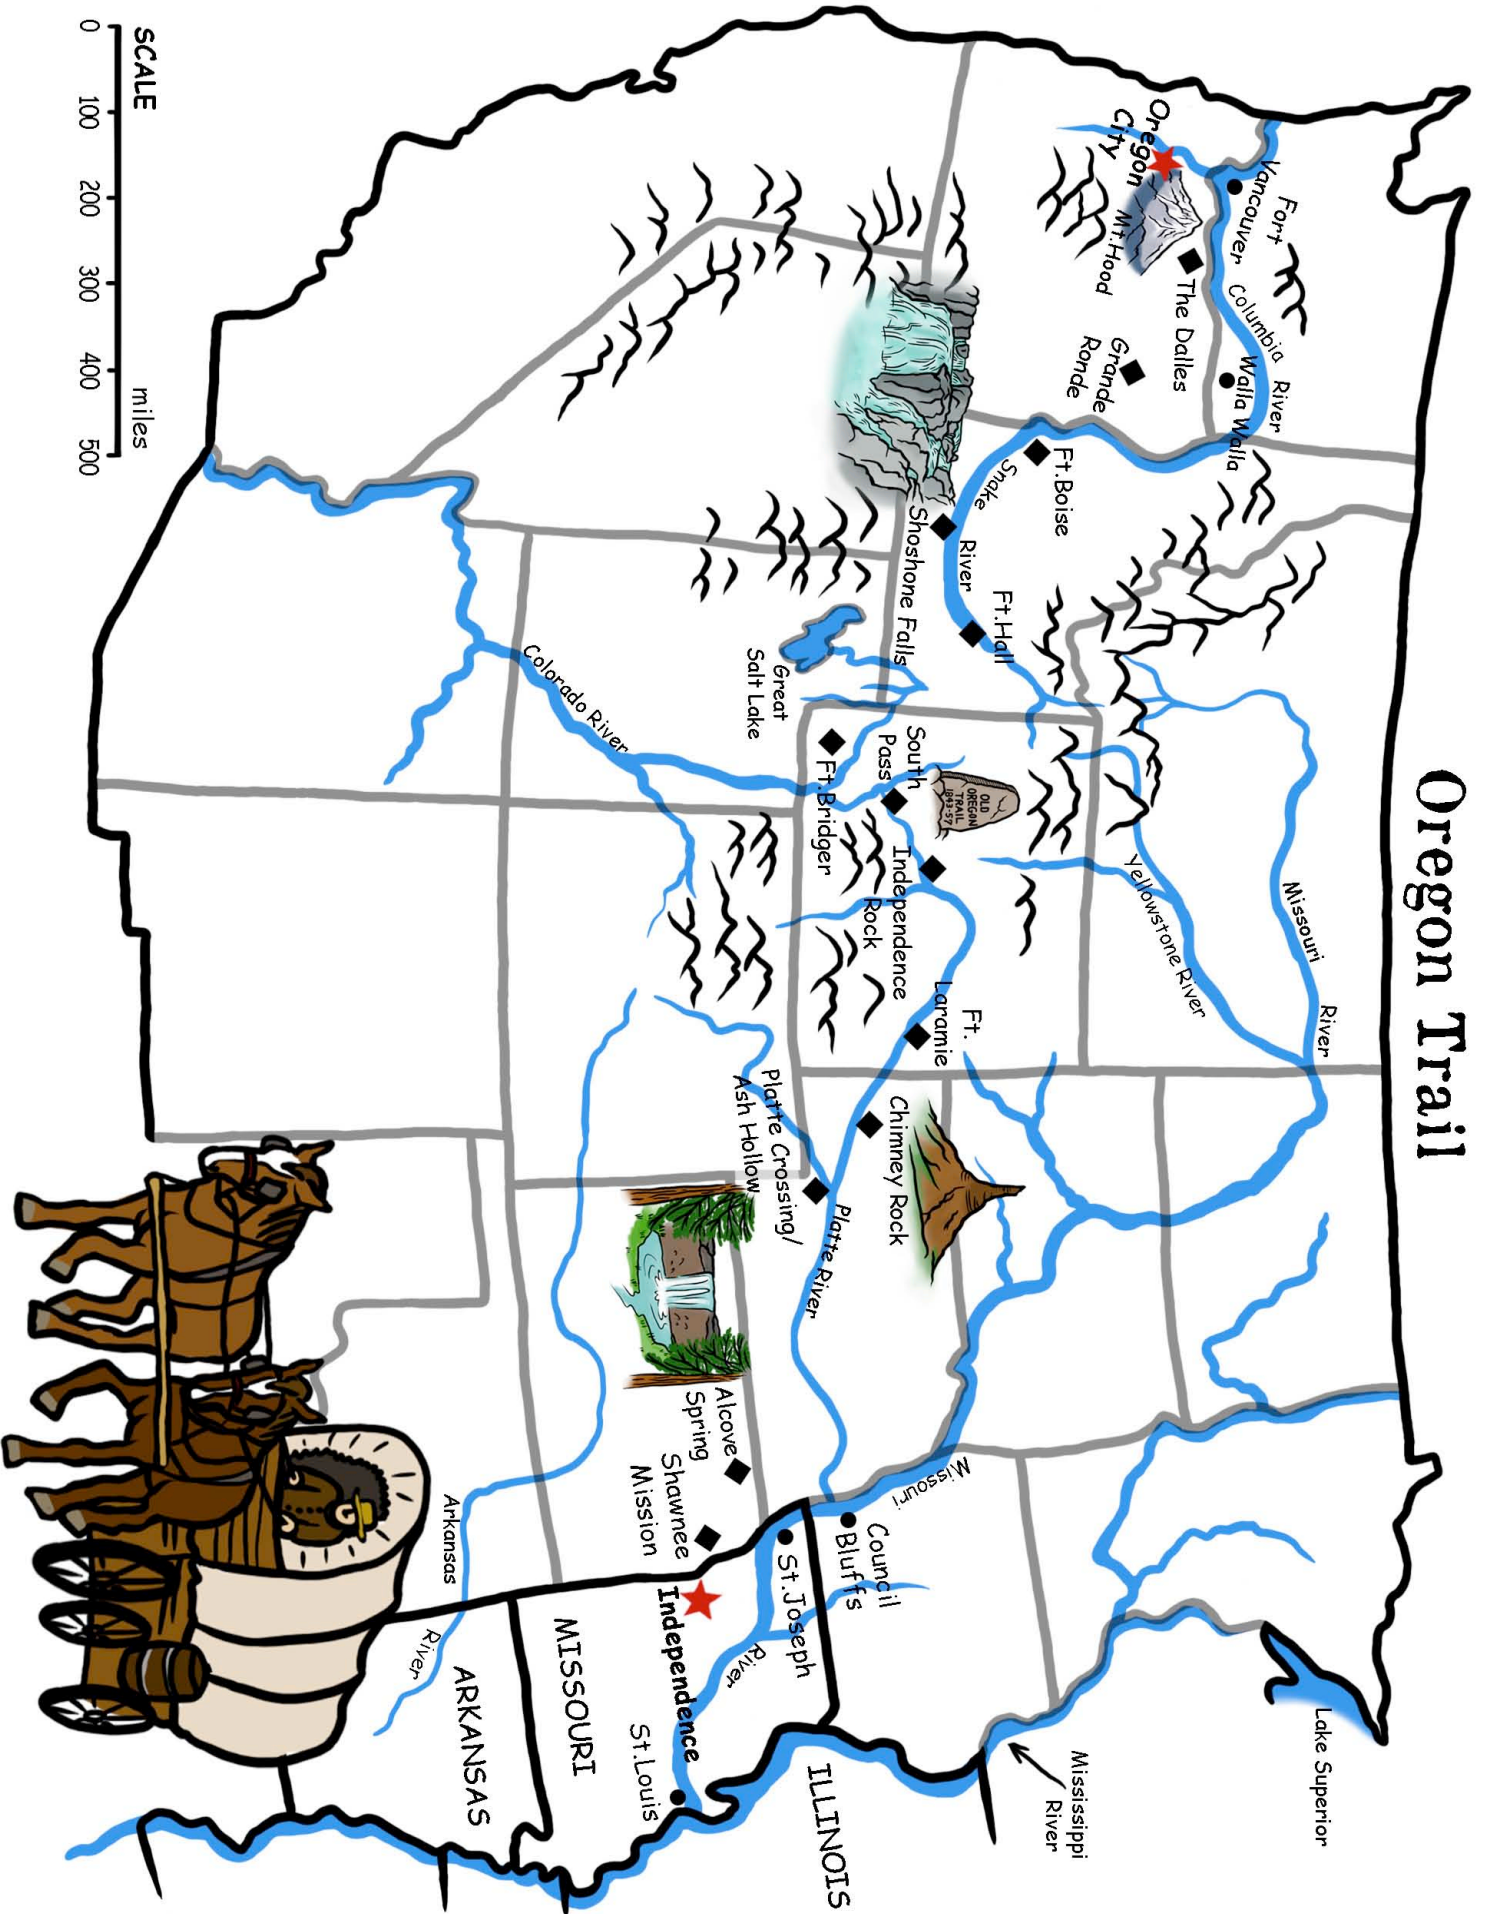 Oregon Trail
Fort
Vancouver
Columbia
River
Walla Walla
Oregon
City
Mt.Hood
The Dalles
Grande
Ronde
Ft.Boise
Snake
River
Shoshone Falls
Ft.Hall
Great
Salt Lake
South
Pass
OLD
OREGON
TRAIL
1843-57
Ft.Bridger
Independence
Rock
Ft.
Laramie
Yellowstone River
Missouri
River
Colorado River
Chimney Rock
Platte Crossing/
Ash Hollow
Platte River
Alcove
Spring
Shawnee
Mission
Missouri
River
Council
Bluffs
St.Joseph
Independence
St.Louis
Arkansas
River
MISSOURI
ARKANSAS
ILLINOIS
Mississippi
River
Lake Superior
SCALE
miles
0 100 200 300 400 500